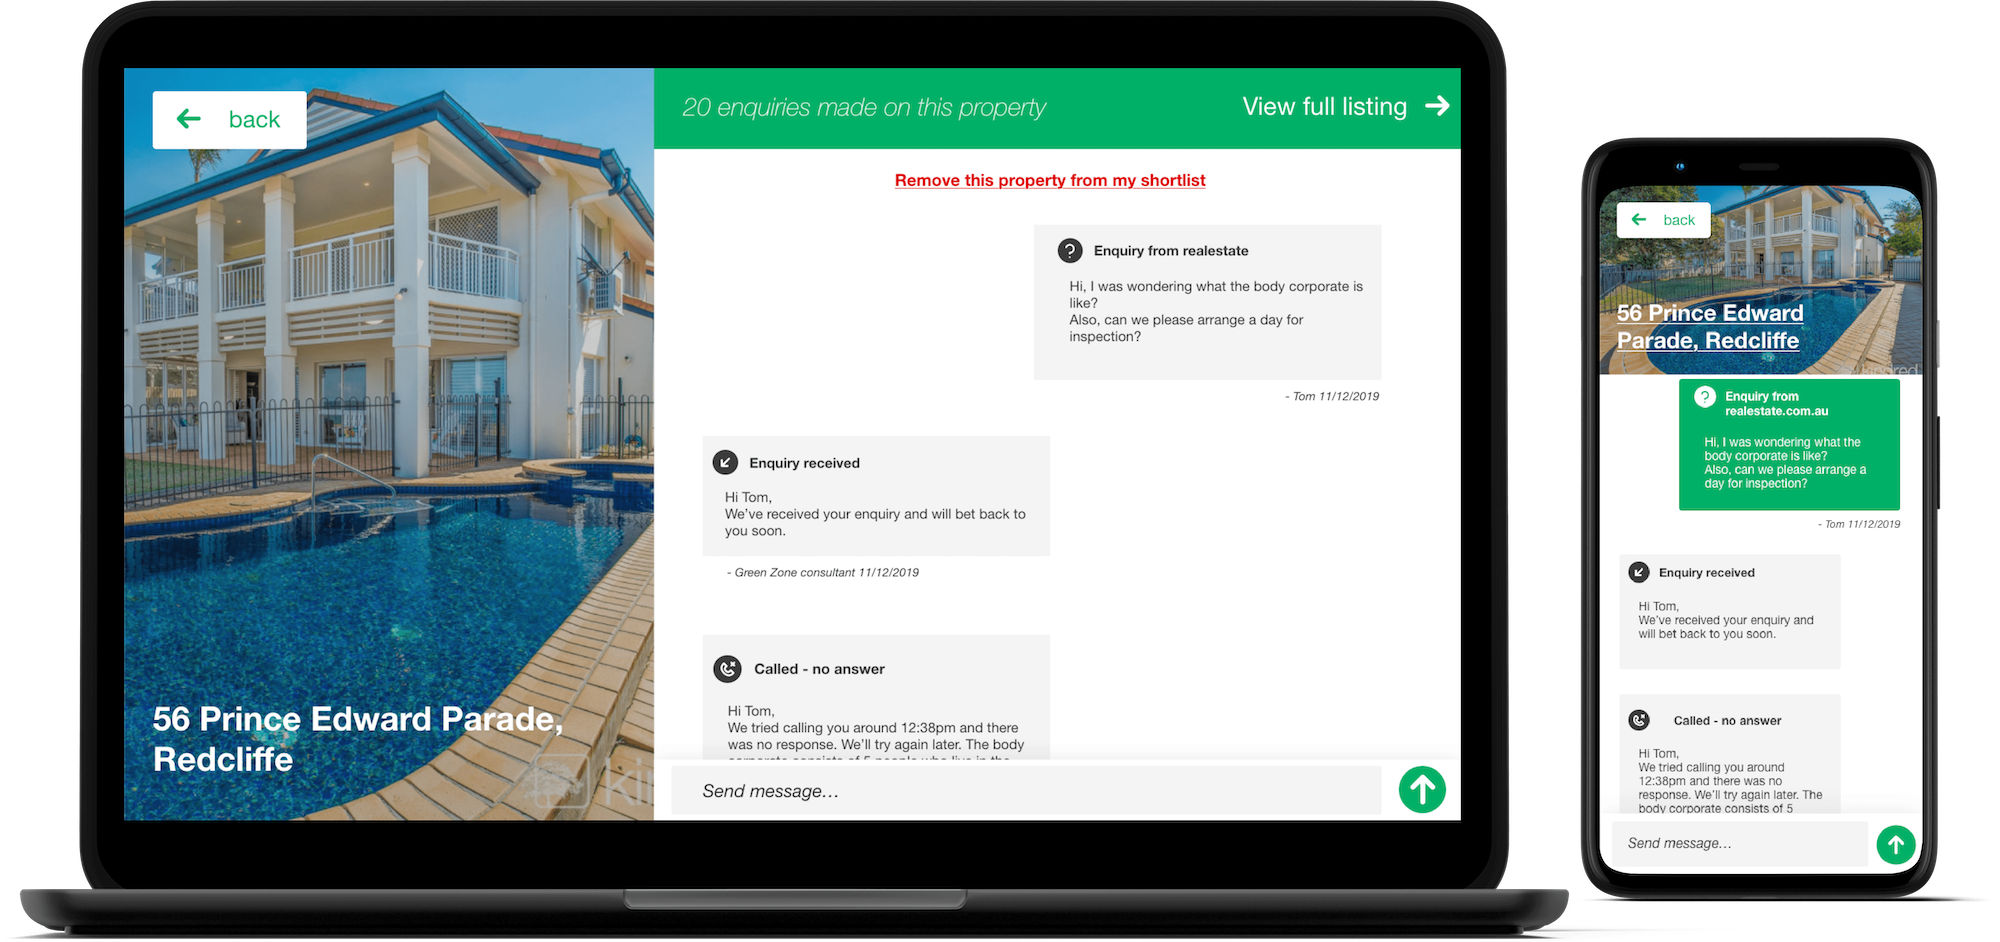 back
56 Prince Edward Parade,
Redcliffe
20 enquiries made on this property
View full listing
Remove this property from my shortlist
Enquiry from realestate
Hi, I was wondering what the body corporate is
like?
Also, can we please arrange a day for
inspection?
- Tom 11/12/2019
Enquiry received
Hi Tom,
We've received your enquiry and will bet back to
you soon.
- Green Zone consultant 11/12/2019
Called - no answer
Hi Tom,
We tried calling you around 12:38pm and there
was no response. We'll try again later. The body
corporate consists of 5 people who live in the
Send message...
back
56 Prince Edward
Parade, Redcliffe
Enquiry from
realestate.com.au
Hi, I was wondering what the
body corporate is like?
Also, can we please arrange a
day for inspection?
- Tom 11/12/2019
Enquiry received
Hi Tom,
We've received your enquiry and
will bet back to you soon.
Called - no answer
Hi Tom,
We tried calling you around
12:38pm and there was no
response. We'll try again later. The
body corporate consists of 5
Send message...